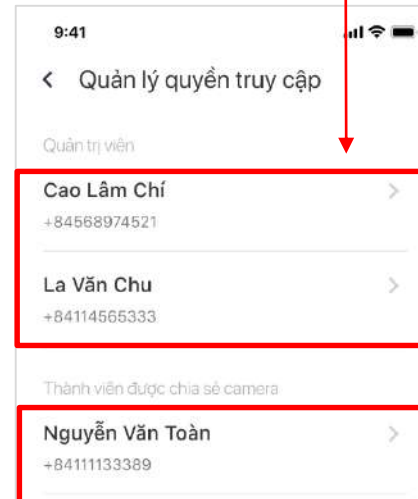 9:41
Quản lý quyền truy cập
Quản trị viên
Cao Lâm Chí
+84568974521
La Văn Chu
+84114565333
Thành viên được chia sẻ camera
Nguyễn Văn Toàn
+84111133389